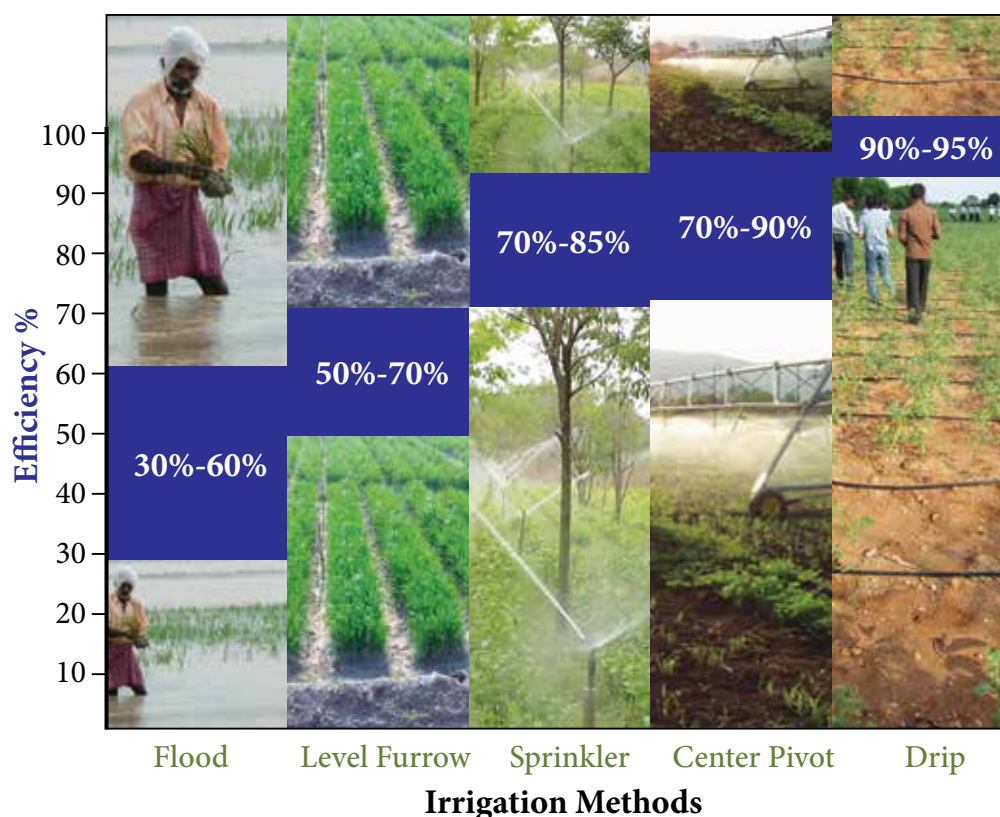 100
90
80
70
60
50
40
30
20
10
Efficiency %
30%-60%
50%-70%
70%-85%
70%-90%
90%-95%
Flood
Level Furrow
Sprinkler
Center Pivot
Drip
Irrigation Methods